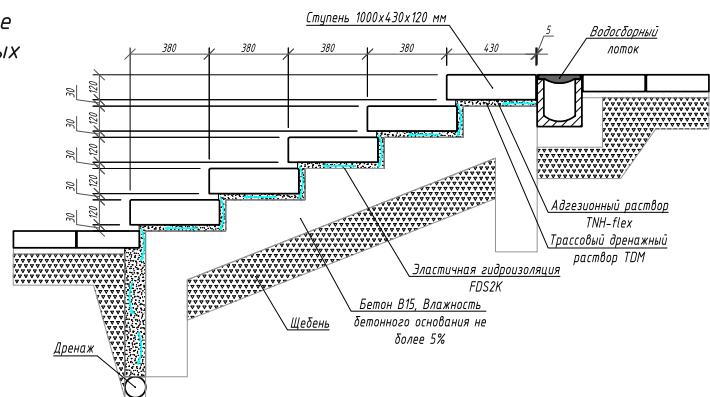 е
ых
Ступень 1000х430х120 мм
5
Водосборный
лоток
380
380
380
380
430
120
30
120
30
120
30
120
30
120
30
Адгезионный раствор
TNH-flex
Трассовый дренажный
раствор TDM
Эластичная гидроизоляция
FDS2K
Бетон В15, Влажность
бетонного основания не
более 5%
Щебень
Дренаж